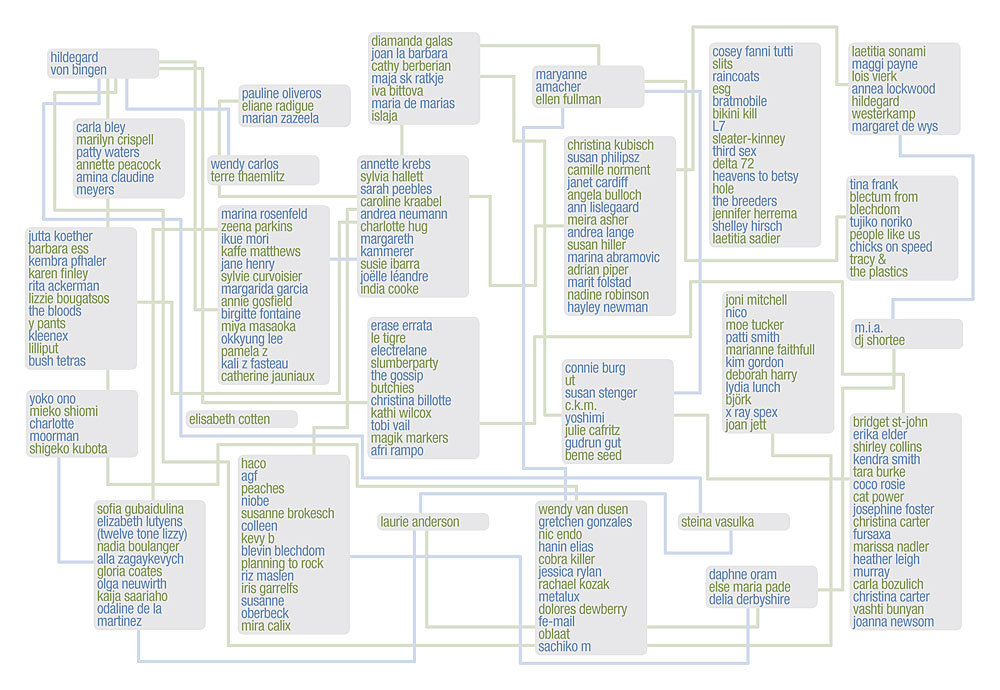 hildegard
von bingen
pauline oliveros
eliane radigue
marian zazeela
carla bley
marilyn crispell
patty waters
annette peacock
amina claudine
meyers
wendy carlos
terre thaemlitz
diamanda galas
joan la barbara
cathy berberian
maja sk ratkje
iva bittova
maria de marias
islaja
maryanne
amacher
ellen fullman
cosey fanni tutti
slits
raincoats
esg
bratmobile
bikini kill
L7
sleater-kinney
third sex
delta 72
heavens to betsy
hole
the breeders
jennifer herrema
shelley hirsch
laetitia sadier
laetitia sonami
maggi payne
lois vierk
annea lockwood
hildegard
westerkamp
margaret de wys
jutta koether
barbara ess
kembra pfhaler
karen finley
rita ackerman
lizzie bougatsos
the bloods
y pants
kleenex
lilliput
bush tetras
marina rosenfeld
zeena parkins
ikue mori
kaffe matthews
jane henry
sylvie curvoisier
margarida garcia
annie gosfield
birgitte fontaine
miya masaoka
okkyung lee
pamela z
kali z fasteau
catherine jauniaux
annette krebs
sylvia hallett
sarah peebles
caroline kraabel
andrea neumann
charlotte hug
margareth
kammerer
susie ibarra
joëlle léandre
india cooke
christina kubisch
susan philipsz
camille norment
janet cardiff
angela bulloch
ann lislegaard
meira asher
andrea lange
susan hiller
marina abramovic
adrian piper
marit folstad
nadine robinson
hayley newman
tina frank
blectum from
blechdom
tujiko noriko
people like us
chicks on speed
tracy &
the plastics
yoko ono
mieko shiomi
charlotte
moorman
shigeko kubota
elisabeth cotten
erase errata
le tigre
electrelane
slumberparty
the gossip
butchies
christina billotte
kathi wilcox
tobi vail
magik markers
afri rampo
connie burg
ut
susan stenger
c.k.m.
yoshimi
julie cafritz
gudrun gut
beme seed
joni mitchell
nico
moe tucker
patti smith
marianne faithfull
kim gordon
deborah harry
lydia lunch
björk
x ray spex
joan jett
m.i.a.
dj shortee
sofia gubaidulina
elizabeth lutyens
(twelve tone lizzy)
nadia boulanger
alla zagaykevych
gloria coates
olga neuwirth
kaija saariaho
odaline de la
martinez
haco
agf
peaches
niobe
susanne brokesch
colleen
kevy b
blevin blechdom
planning to rock
riz maslen
iris garrelfs
susanne
oberbeck
mira calix
laurie anderson
wendy van dusen
gretchen gonzales
nic endo
hanin elias
cobra killer
jessica rylan
rachael kozak
metalux
dolores dewberry
fe-mail
oblaat
sachiko m
steina vasulka
daphne oram
else maria pade
delia derbyshire
bridget st-john
erika elder
shirley collins
kendra smith
tara burke
coco rosie
cat power
josephine foster
christina carter
fursaxa
marissa nadler
heather leigh
murray
carla bozulich
christina carter
vashti bunyan
joanna newsom